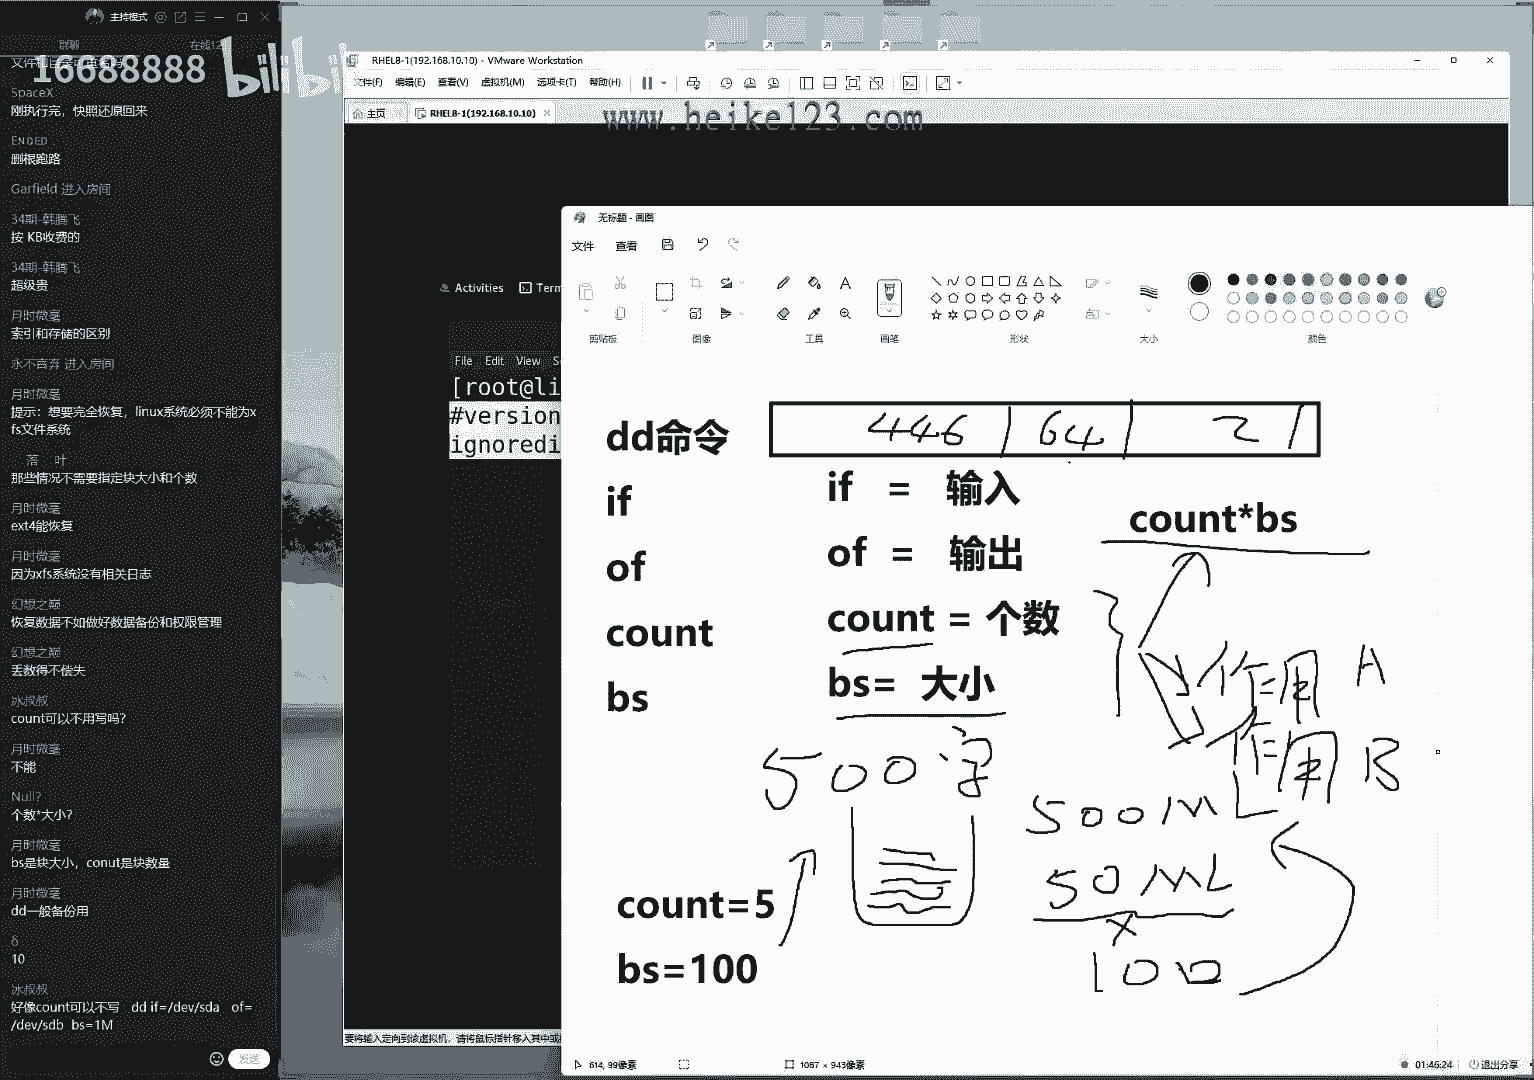 主持模式
群聊
16688888 bilibili
SpaceX
刚执行完，快照还原回来
ENDED
删根跑路
Garfield 进入房间
34期-韩腾飞
按 KB收费的
34期-韩腾飞
超级贵
月时微毫
索引和存储的区别
永不言弃 进入房间
月时微毫
提示：想要完全恢复，linux系统必须不能为x
fs文件系统
落 叶
那些情况不需要指定块大小和个数
月时微毫
ext4能恢复
月时微毫
因为xfs系统没有相关日志
幻想之巅
恢复数据不如做好数据备份和权限管理
幻想之巅
丢数得不偿失
冰叔叔
count可以不用写吗？
月时微毫
不能
Null?
个数*大小？
月时微毫
bs是块大小，conut是块数量
月时微毫
dd一般备份用
δ
10
冰叔叔
好像count可以不写 dd if=/dev/sda of=
/dev/sdb bs=1M
发送
RHEL8-1(192.168.10.10) - VMware Workstation
文件(F) 编辑(E) 查看(V) 虚拟机(M) 选项卡(T) 帮助(H)
主页 RHEL8-1(192.168.10.10)
www.heike123.com
Activities Term
File Edit View S
[root@li
#version
ignoredi
要将输入定向到该虚拟机，请将鼠标指针移入其中或
无标题 - 画图
文件 查看
剪贴板 图像 工具 画笔 形状 大小 颜色
dd命令 446 64 2
if if = 输入
count*bs
of of = 输出
count count = 个数
bs bs= 大小
作用 A
作用 B
500字
500ML
50ML
×
100
count=5
bs=100
614, 99像素 1087 × 943像素 01:46:24 退出分享